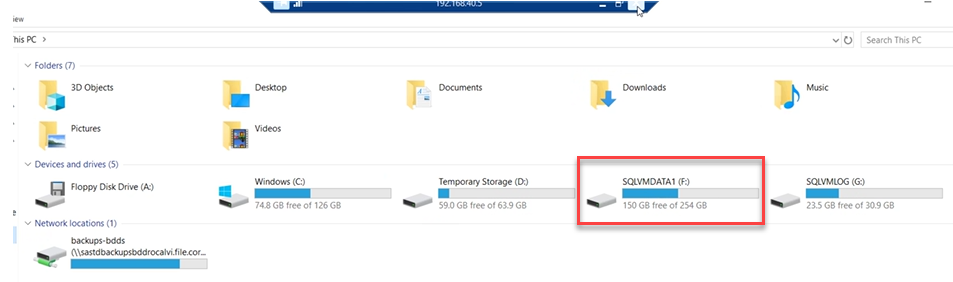 192.168.40.5
view
This PC
Search This PC
Folders (7)
3D Objects
Desktop
Documents
Downloads
Music
Pictures
Videos
Devices and drives (5)
Floppy Disk Drive (A:)
Windows (C:)
74.8 GB free of 126 GB
Temporary Storage (D:)
59.0 GB free of 63.9 GB
SQLVMDATA1 (F:)
150 GB free of 254 GB
SQLVMLOG (G:)
23.5 GB free of 30.9 GB
Network locations (1)
backups-bdds
(\\sastdbackupsbddrocalvi.file.cor...